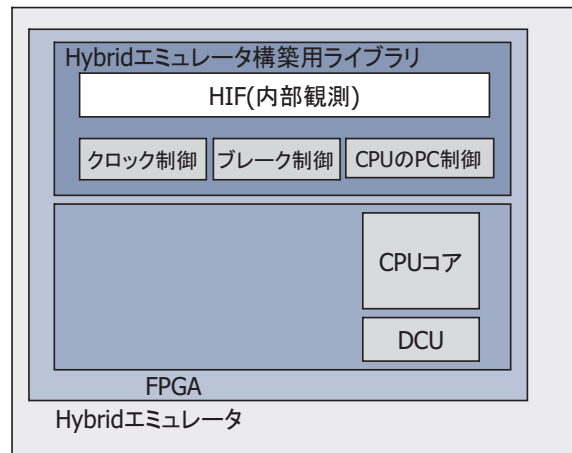 Hybridエミュレータ構築用ライブラリ
HIF(内部観測)
クロック制御
ブレーク制御
CPUのPC制御
CPUコア
DCU
FPGA
Hybridエミュレータ